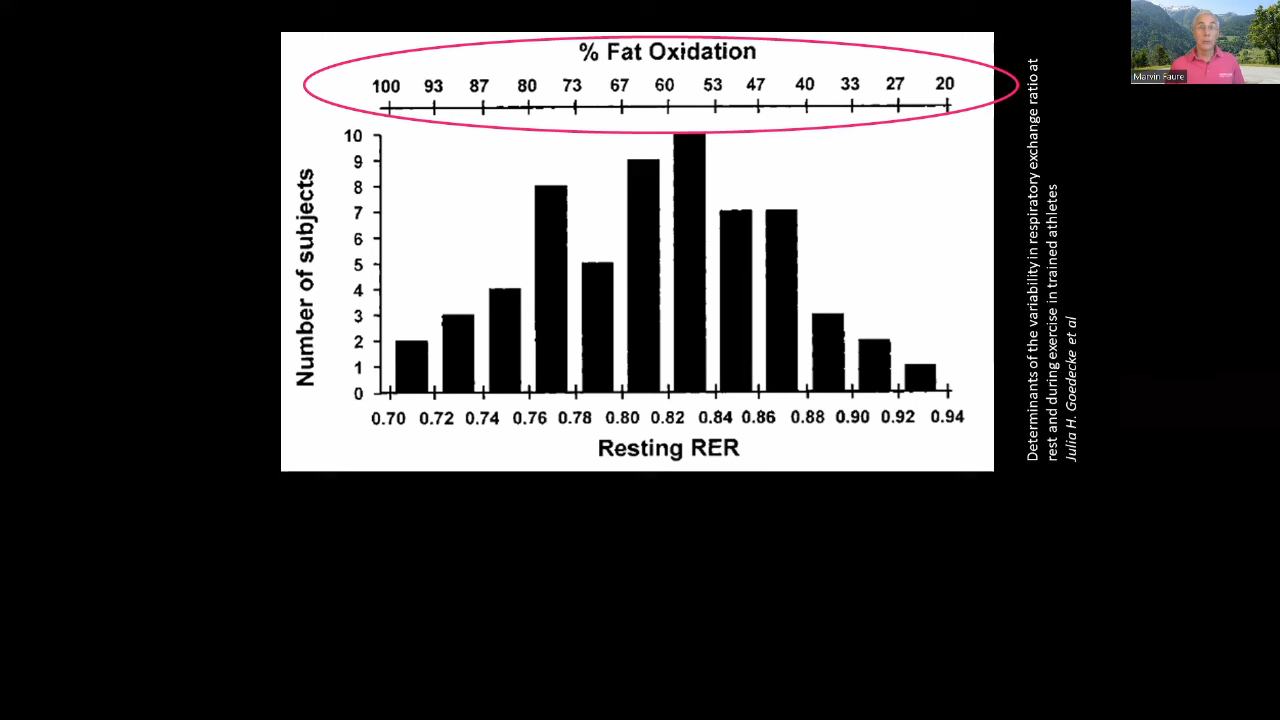 % Fat Oxidation
100 93 87 80 73 67 60 53 47 40 33 27 20
10
9
8
7
6
5
4
3
2
1
0
Number of subjects
0.70 0.72 0.74 0.76 0.78 0.80 0.82 0.84 0.86 0.88 0.90 0.92 0.94
Resting RER
Determinants of the variability in respiratory exchange ratio at
rest and during exercise in trained athletes
Julia H. Goedecke et al
Marvin Faure